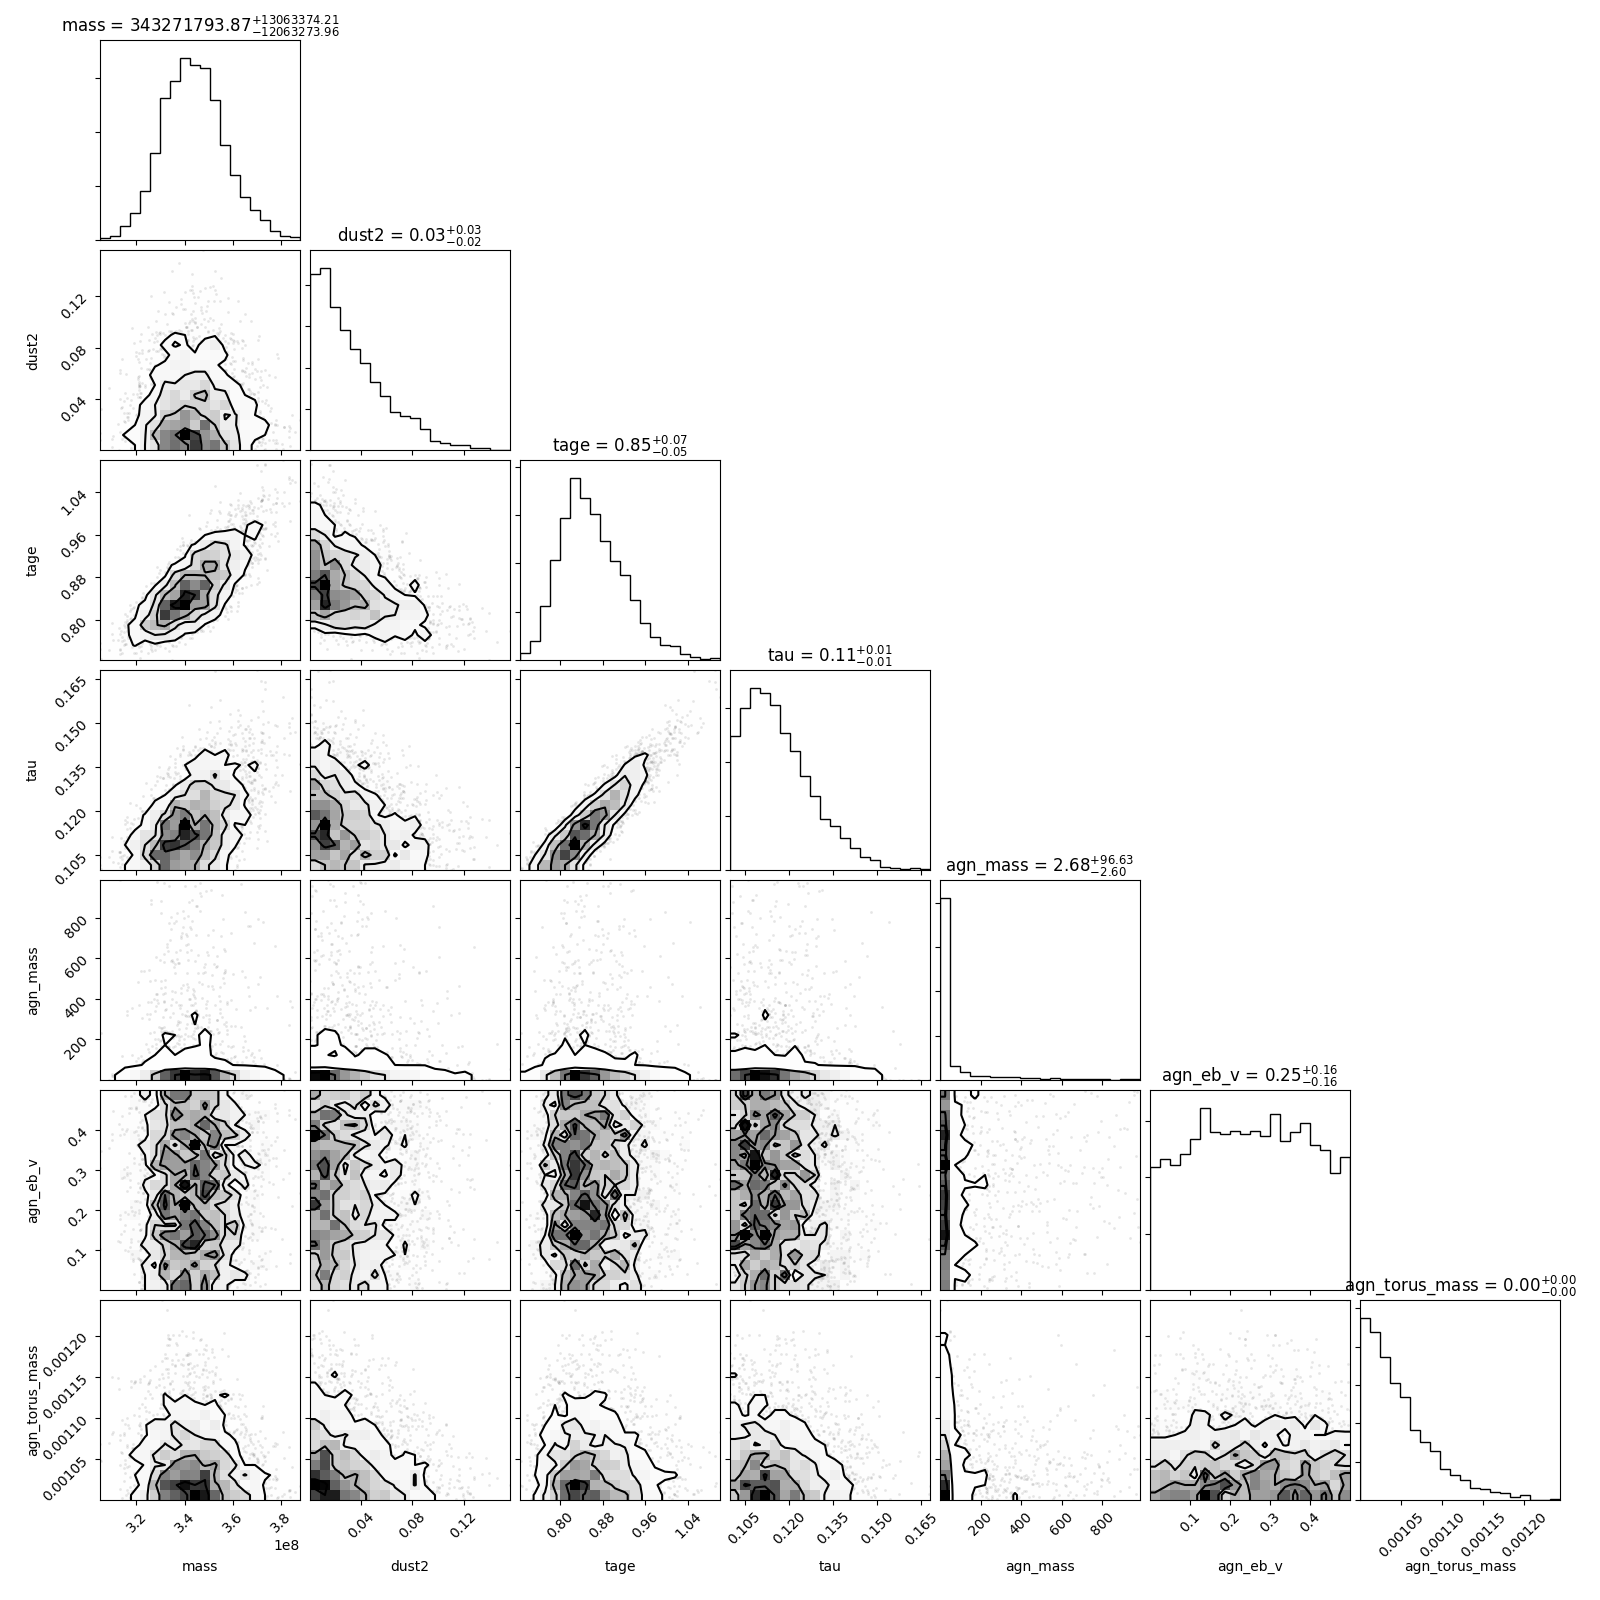 mass = 343271793.87+13063374.21−12063273.96
dust2 = 0.03+0.03−0.02
0.12
0.08
0.04
dust2
tage = 0.85+0.07−0.05
1.04
0.96
0.88
0.80
tage
tau = 0.11+0.01−0.01
0.165
0.150
0.135
0.120
0.105
tau
agn_mass = 2.68+96.63−2.60
800
600
400
200
agn_mass
agn_eb_v = 0.25+0.16−0.16
0.4
0.3
0.2
0.1
agn_eb_v
agn_torus_mass = 0.00+0.00−0.00
0.00120
0.00115
0.00110
0.00105
agn_torus_mass
3.2 3.4 3.6 3.8 0.04 0.08 0.12 0.80 0.88 0.96 1.04 0.105 0.120 0.135 0.150 0.165 200 400 600 800 0.1 0.2 0.3 0.4 0.00105 0.00110 0.00115 0.00120
1e8
mass dust2 tage tau agn_mass agn_eb_v agn_torus_mass